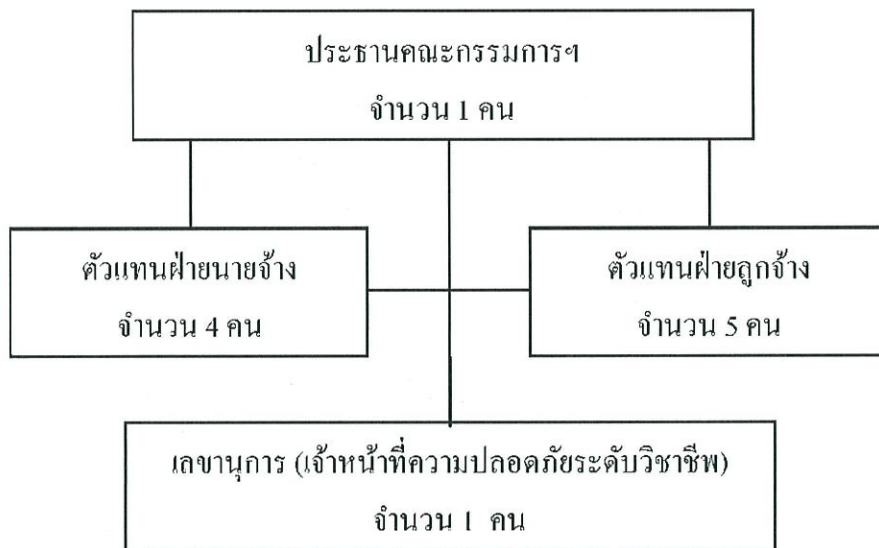 ประธานคณะกรรมการฯ
จำนวน 1 คน
ตัวแทนฝ่ายนายจ้าง
จำนวน 4 คน
ตัวแทนฝ่ายลูกจ้าง
จำนวน 5 คน
เลขานุการ (เจ้าหน้าที่ความปลอดภัยระดับวิชาชีพ)
จำนวน 1 คน